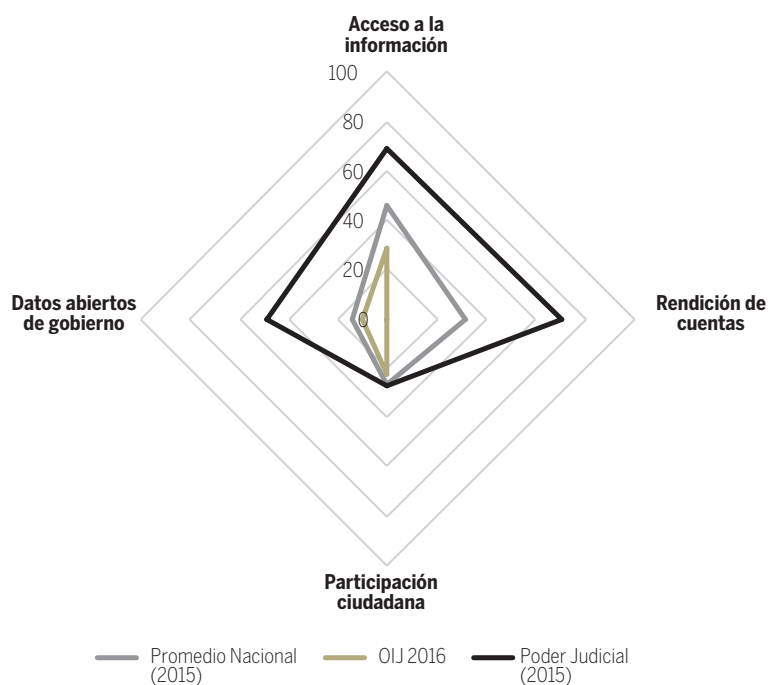 Acceso a la
información
100
80
60
40
20
0
Datos abiertos
de gobierno
Rendición de
cuentas
Participación
ciudadana
Promedio Nacional
(2015)
OIJ 2016
Poder Judicial
(2015)